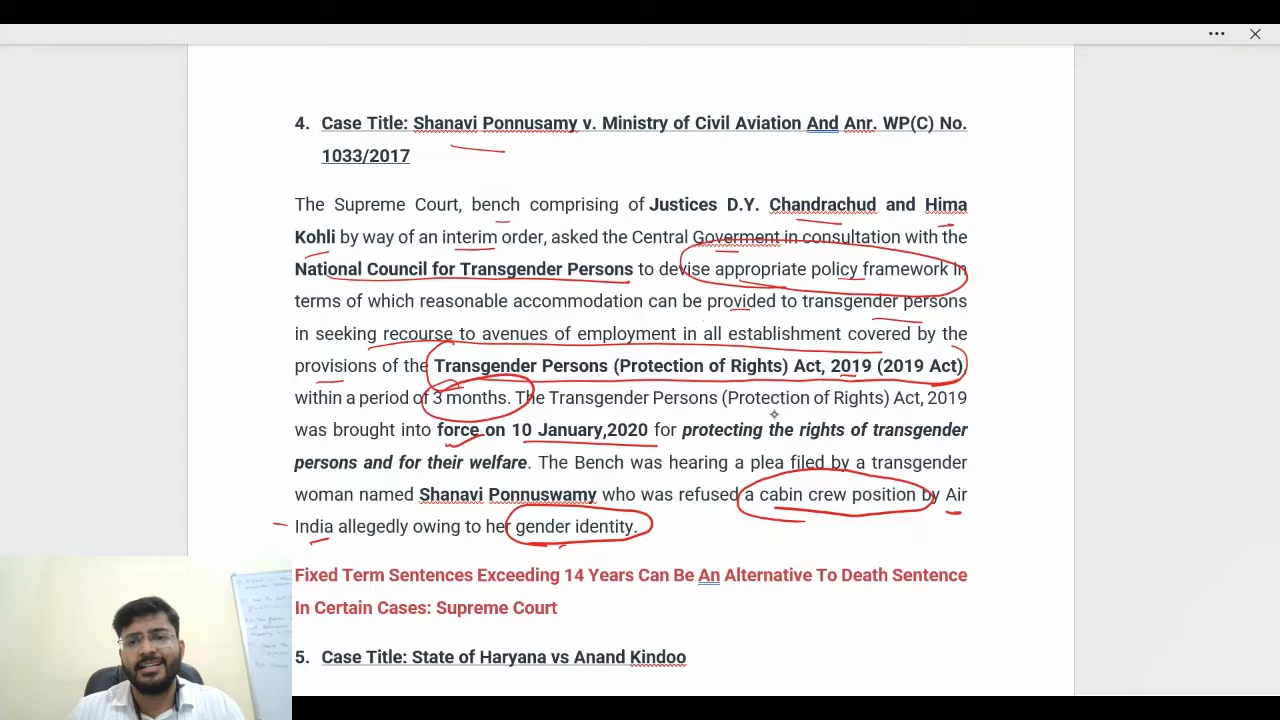 4. Case Title: Shanavi Ponnusamy v. Ministry of Civil Aviation And Anr. WP(C) No.
1033/2017
The Supreme Court, bench comprising of Justices D.Y. Chandrachud and Hima
Kohli by way of an interim order, asked the Central Goverment in consultation with the
National Council for Transgender Persons to devise appropriate policy framework in
terms of which reasonable accommodation can be provided to transgender persons
in seeking recourse to avenues of employment in all establishment covered by the
provisions of the Transgender Persons (Protection of Rights) Act, 2019 (2019 Act)
within a period of 3 months. The Transgender Persons (Protection of Rights) Act, 2019
was brought into force on 10 January,2020 for protecting the rights of transgender
persons and for their welfare. The Bench was hearing a plea filed by a transgender
woman named Shanavi Ponnuswamy who was refused a cabin crew position by Air
India allegedly owing to her gender identity.
Fixed Term Sentences Exceeding 14 Years Can Be An Alternative To Death Sentence
In Certain Cases: Supreme Court
5. Case Title: State of Haryana vs Anand Kindoo